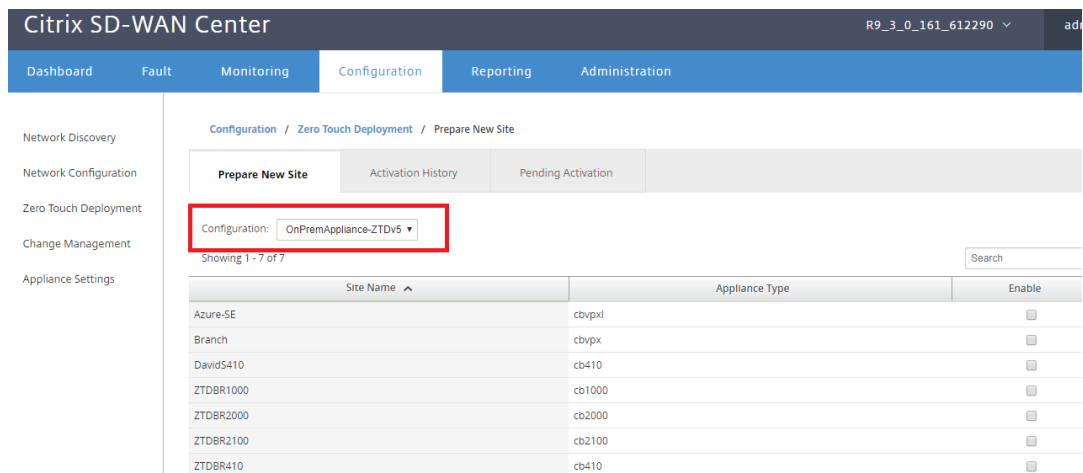 Citrix SD-WAN Center
R9_3_0_161_612290
Dashboard Fault Monitoring Configuration Reporting Administration
Network Discovery
Network Configuration
Zero Touch Deployment
Change Management
Appliance Settings
Configuration / Zero Touch Deployment / Prepare New Site
Prepare New Site Activation History Pending Activation
Configuration: OnPremAppliance-ZTDv5
Showing 1 - 7 of 7
Search
Site Name Appliance Type Enable
Azure-SE cbvpxl
Branch cbvpx
DavidS410 cb410
ZTDBR1000 cb1000
ZTDBR2000 cb2000
ZTDBR2100 cb2100
ZTDBR410 cb410